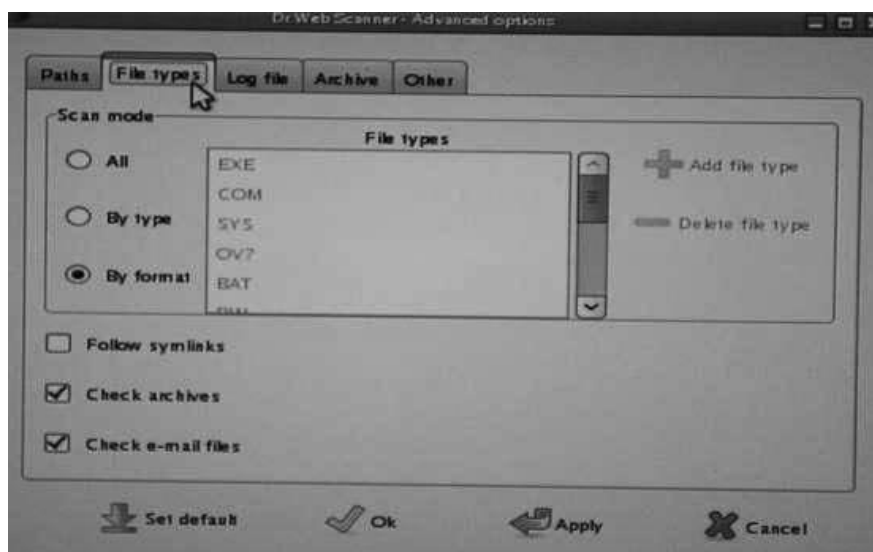 Dr.Web Scanner - Advanced options
Paths File types Log file Archive Other
Scan mode
File types
All
By type
By format
EXE
COM
SYS
OV?
BAT
Add file type
Delete file type
Follow symlinks
Check archives
Check e-mail files
Set default Ok Apply Cancel